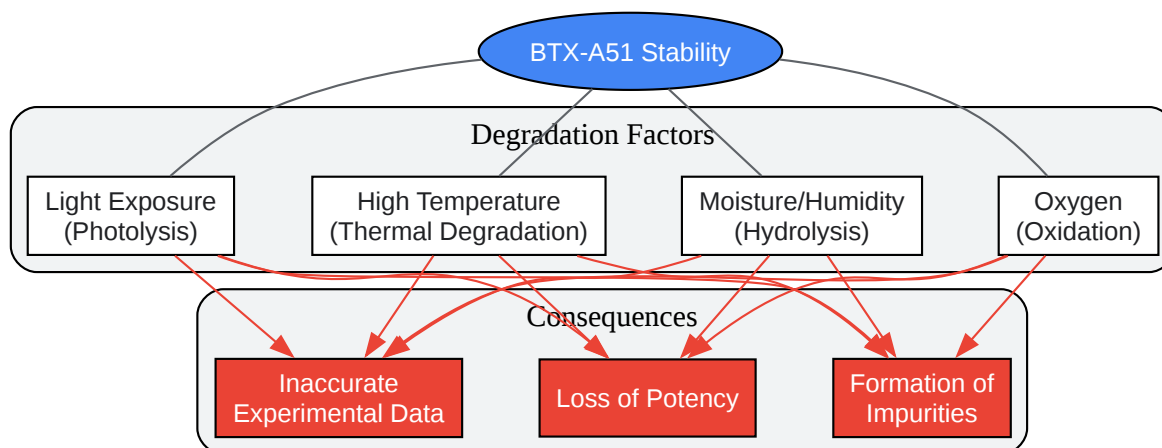 BTX-A51 Stability
Degradation Factors
Light Exposure
(Photolysis)
High Temperature
(Thermal Degradation)
Moisture/Humidity
(Hydrolysis)
Oxygen
(Oxidation)
Consequences
Inaccurate
Experimental Data
Loss of Potency
Formation of
Impurities